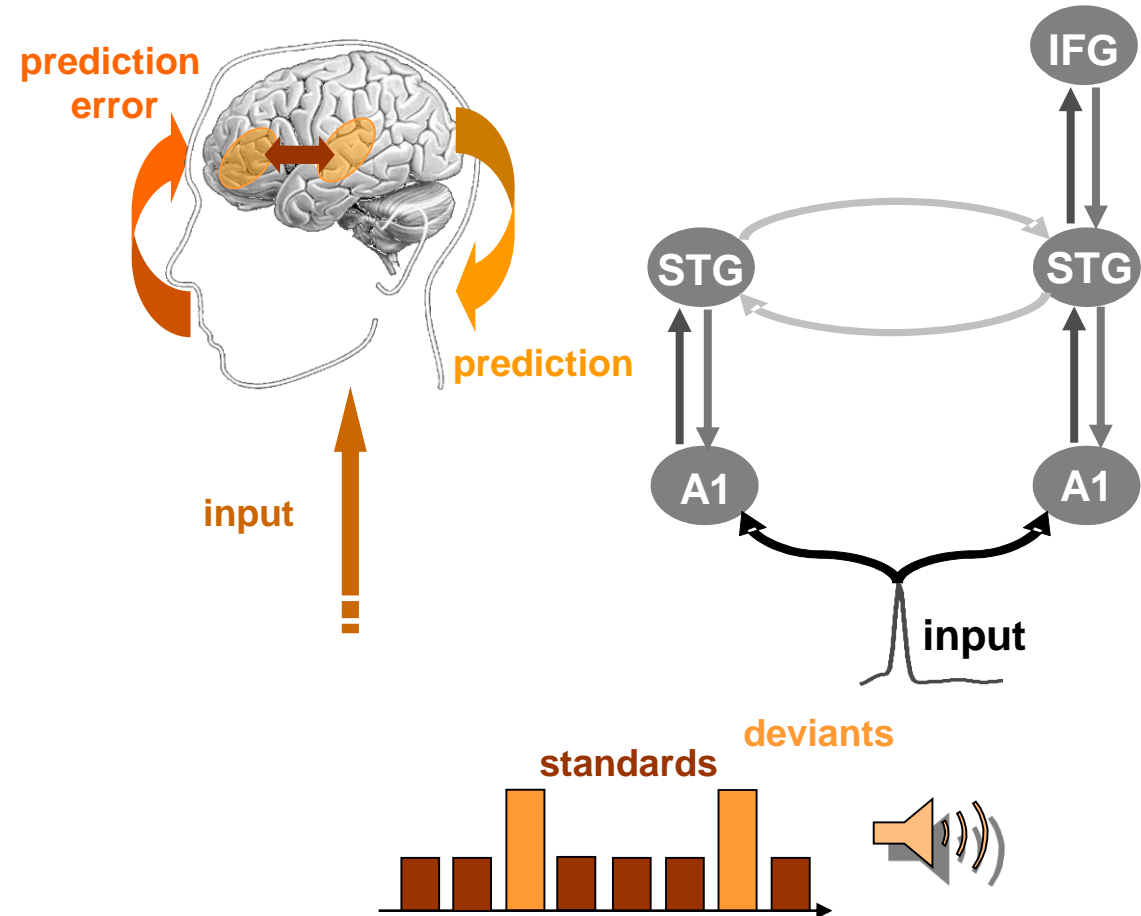 prediction
error
prediction
input
IFG
STG
STG
A1
A1
input
deviants
standards